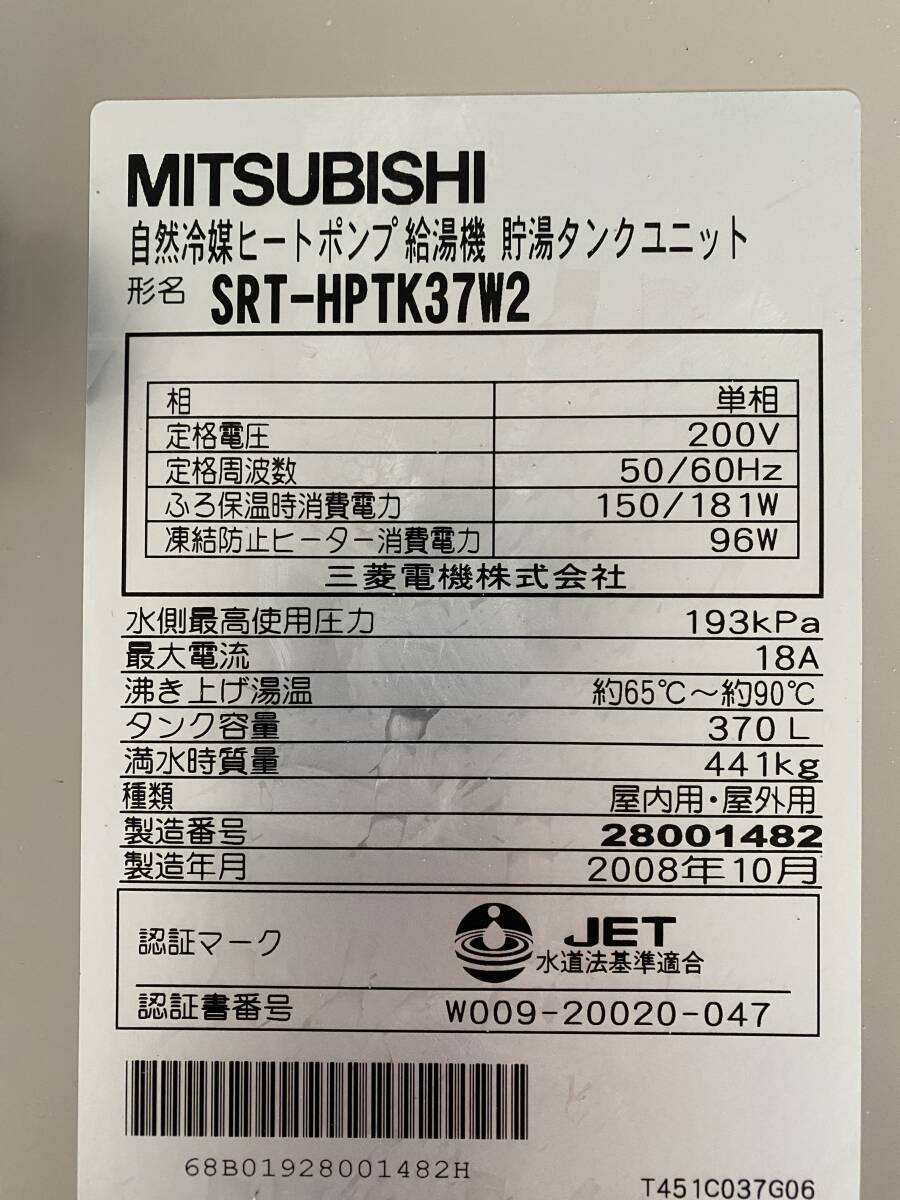 MITSUBISHI
自然冷媒ヒートポンプ給湯機 貯湯タンクユニット
形名 SRT-HPTK37W2
相 単相
定格電圧 200V
定格周波数 50/60Hz
ふろ保温時消費電力 150/181W
凍結防止ヒーター消費電力 96W
三菱電機株式会社
水側最高使用圧力 193kPa
最大電流 18A
沸き上げ湯温 約65℃～約90℃
タンク容量 370L
満水時質量 441kg
種類 屋内用・屋外用
製造番号 28001482
製造年月 2008年10月
認証マーク JET
水道法基準適合
認証書番号 W009-20020-047
68B01928001482H
T451C037G06